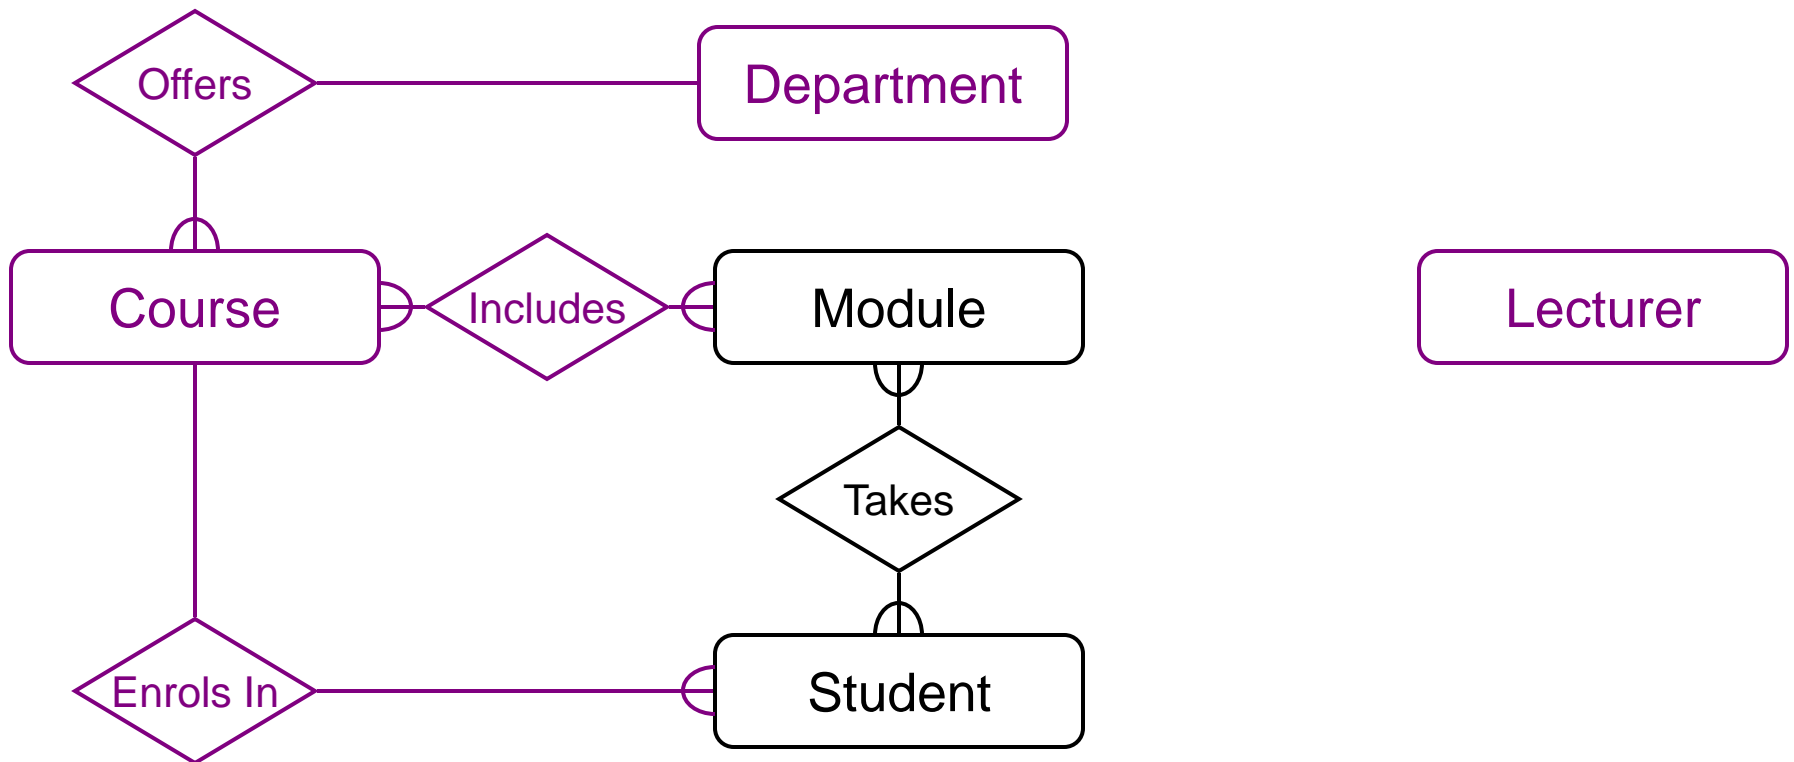 Offers
Department
Course
Includes
Module
Lecturer
Takes
Enrols In
Student